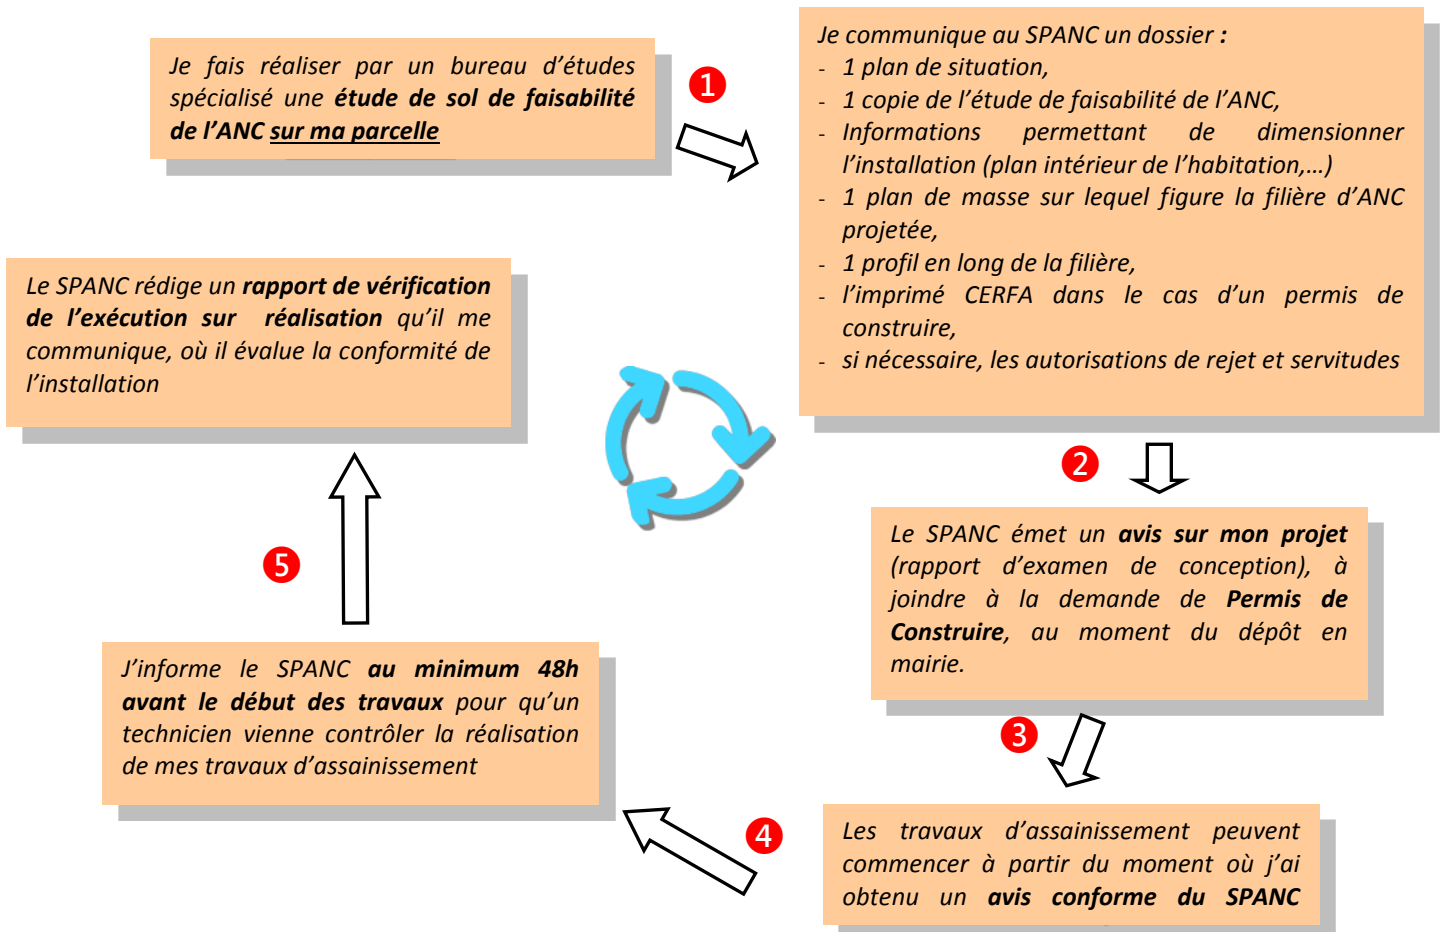 Je fais réaliser par un bureau d'études
spécialisé une étude de sol de faisabilité
de l'ANC sur ma parcelle
1
Je communique au SPANC un dossier :
- 1 plan de situation,
- 1 copie de l'étude de faisabilité de l'ANC,
- Informations permettant de dimensionner
l'installation (plan intérieur de l'habitation,…)
- 1 plan de masse sur lequel figure la filière d'ANC
projetée,
- 1 profil en long de la filière,
- l'imprimé CERFA dans le cas d'un permis de
construire,
- si nécessaire, les autorisations de rejet et servitudes
2
Le SPANC émet un avis sur mon projet
(rapport d'examen de conception), à
joindre à la demande de Permis de
Construire, au moment du dépôt en
mairie.
3
Les travaux d'assainissement peuvent
commencer à partir du moment où j'ai
obtenu un avis conforme du SPANC
4
J'informe le SPANC au minimum 48h
avant le début des travaux pour qu'un
technicien vienne contrôler la réalisation
de mes travaux d'assainissement
5
Le SPANC rédige un rapport de vérification
de l'exécution sur réalisation qu'il me
communique, où il évalue la conformité de
l'installation